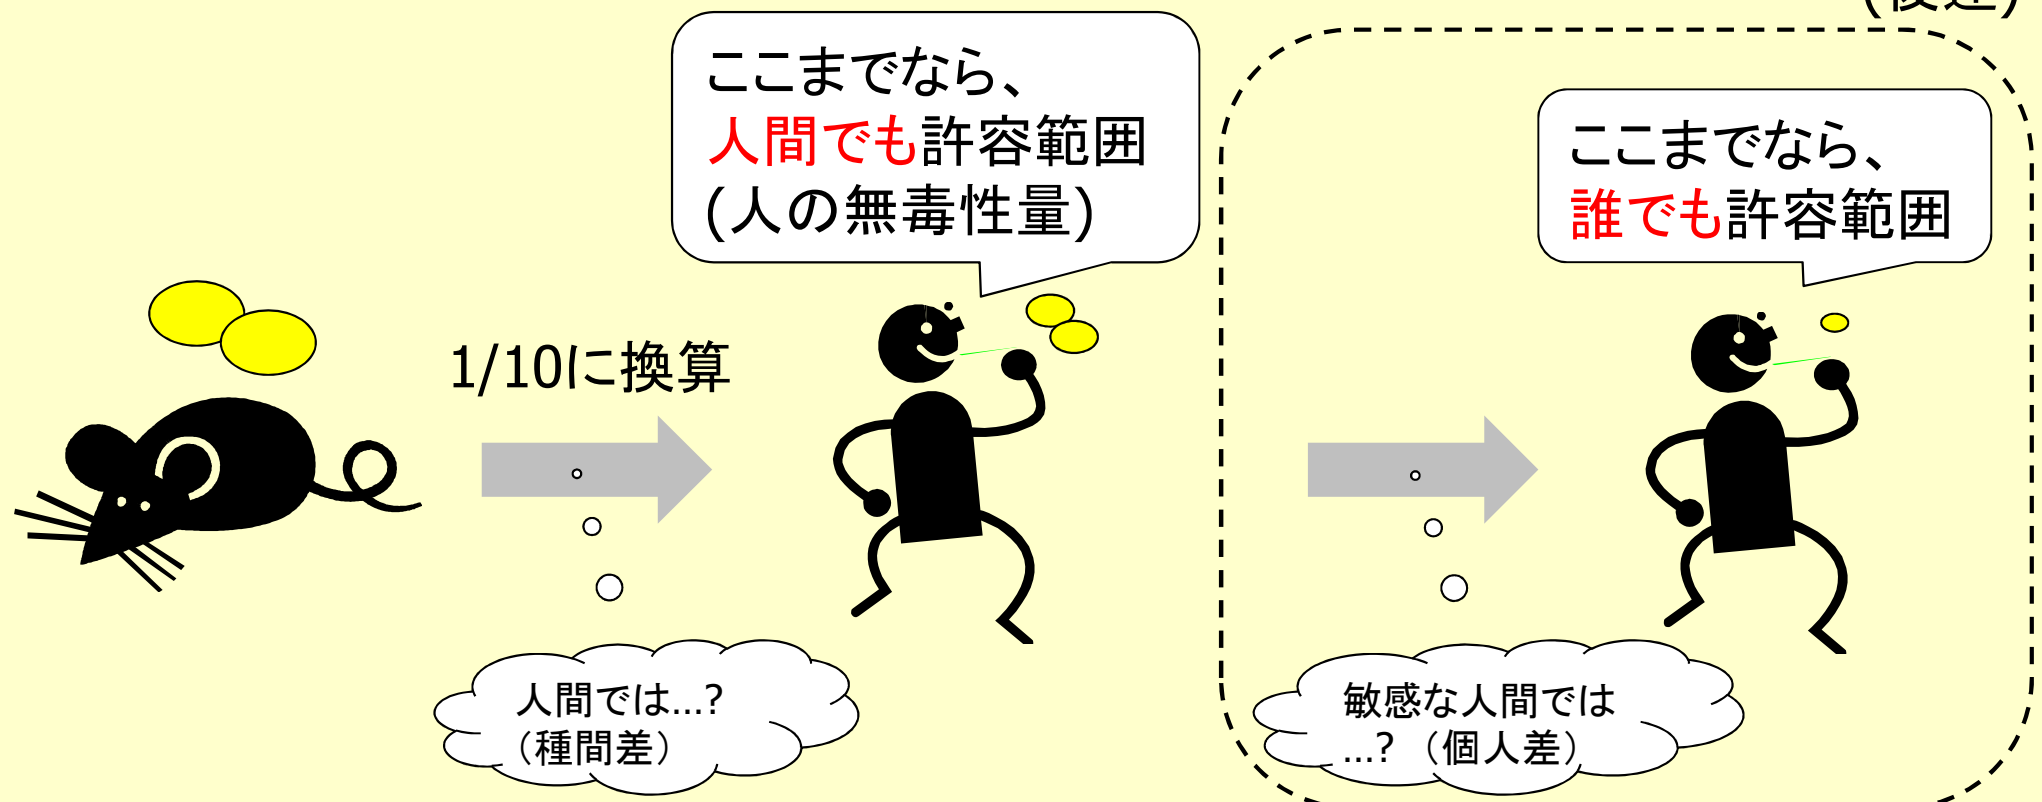 ここまでなら、
人間でも許容範囲
(人の無毒性量)
ここまでなら、
誰でも許容範囲
1/10に換算
人間では…?
（種間差）
敏感な人間では
…?（個人差）